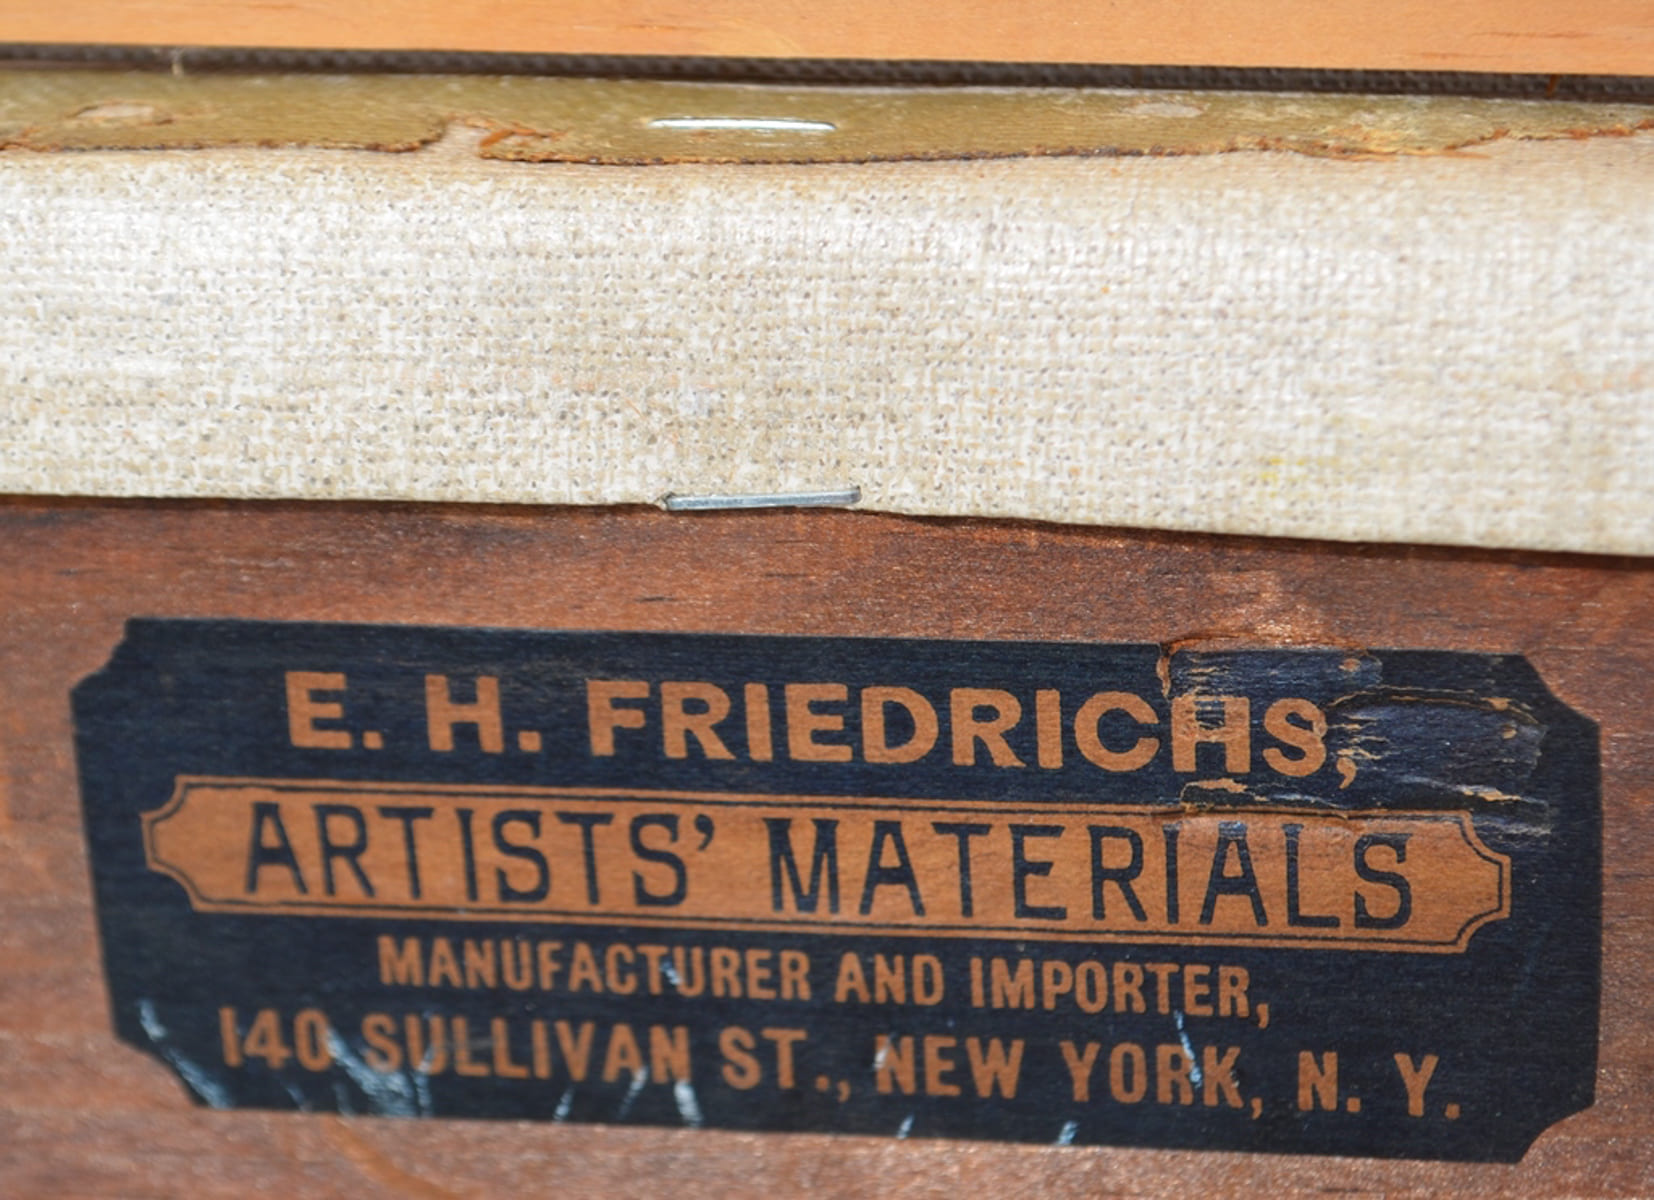 E. H. FRIEDRICHS,
ARTISTS' MATERIALS
MANUFACTURER AND IMPORTER,
140 SULLIVAN ST., NEW YORK, N. Y.